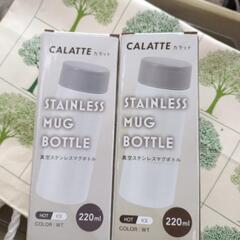 CALATTE カラット
STAINLESS
MUG
BOTTLE
真空ステンレスマグボトル
HOT ICE
COLOR : WT
220ml
CALATTE カラット
STAINLESS
MUG
BOTTLE
真空ステンレスマグボトル
HOT ICE
COLOR : WT
220ml